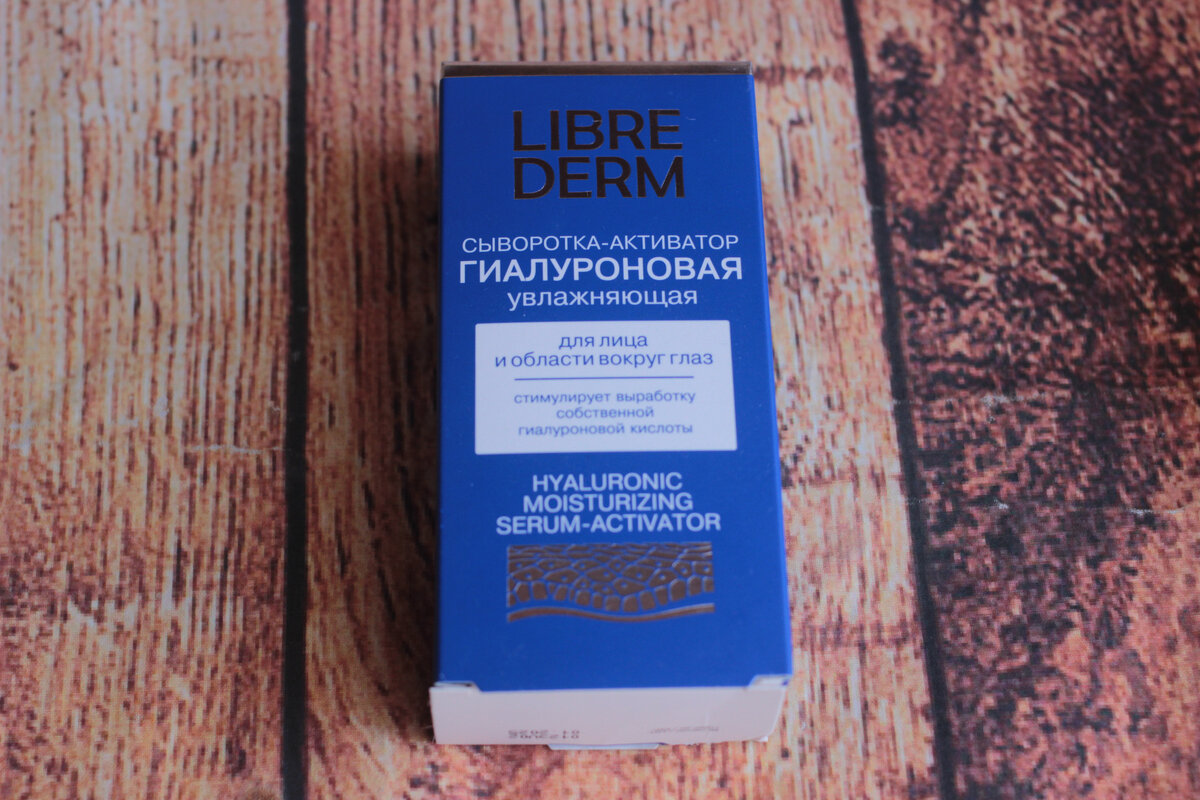 LIBRE
DERM
СЫВОРОТКА-АКТИВАТОР
ГИАЛУРОНОВАЯ
увлажняющая
для лица
и области вокруг глаз
стимулирует выработку
собственной
гиалуроновой кислоты
HYALURONIC
MOISTURIZING
SERUM-ACTIVATOR